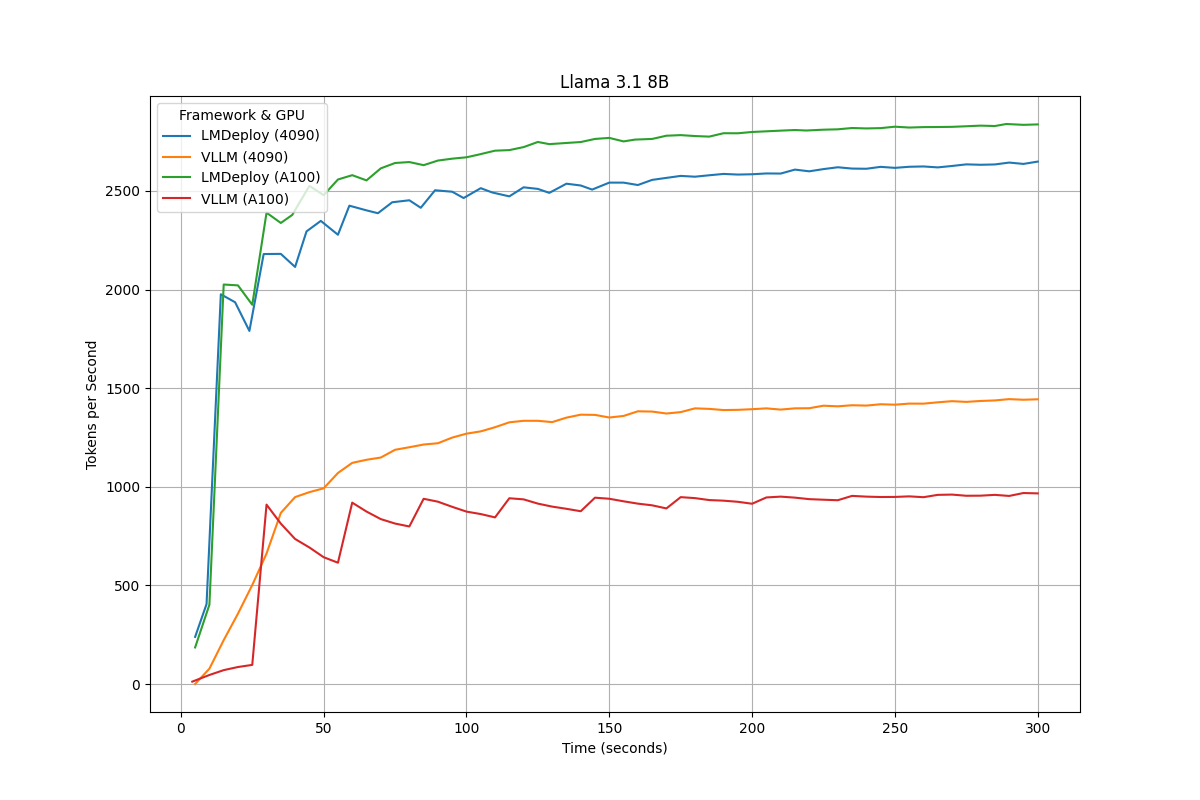 Llama 3.1 8B
Framework & GPU
LMDeploy (4090)
VLLM (4090)
LMDeploy (A100)
VLLM (A100)
Tokens per Second
2500
2000
1500
1000
500
0
0 50 100 150 200 250 300
Time (seconds)